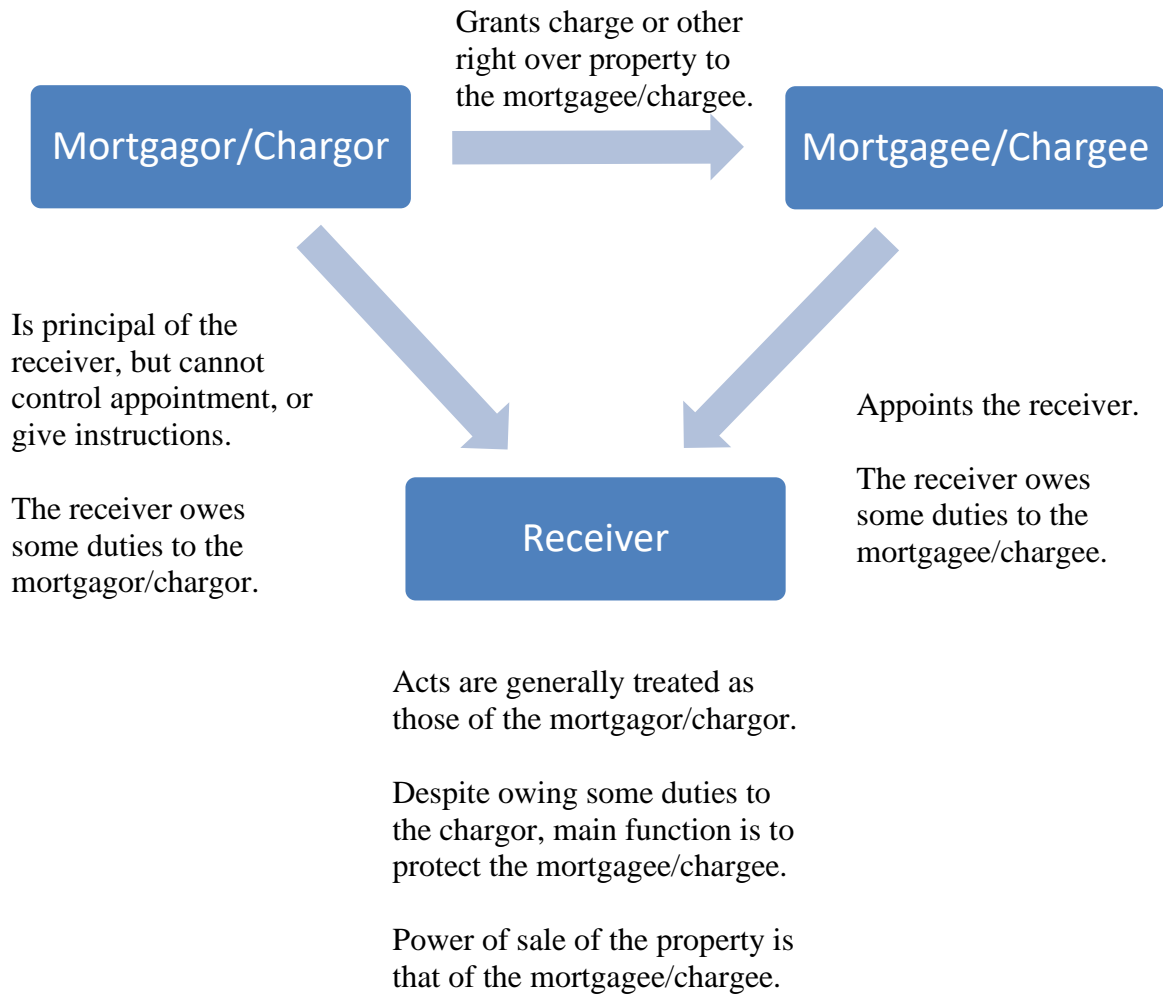 Grants charge or other
right over property to
the mortgagee/chargee.
Mortgagor/Chargor
Mortgagee/Chargee
Is principal of the
receiver, but cannot
control appointment, or
give instructions.
The receiver owes
some duties to the
mortgagor/chargor.
Appoints the receiver.
The receiver owes
some duties to the
mortgagee/chargee.
Receiver
Acts are generally treated as
those of the mortgagor/chargor.
Despite owing some duties to
the chargor, main function is to
protect the mortgagee/chargee.
Power of sale of the property is
that of the mortgagee/chargee.